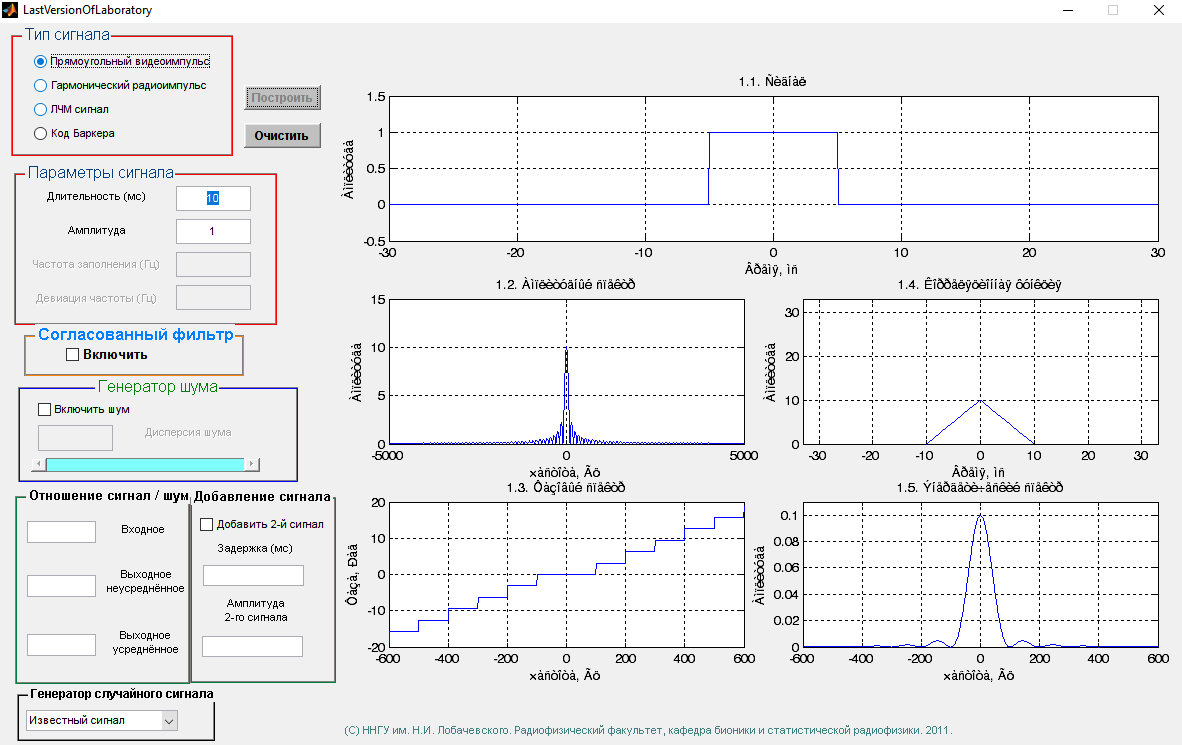 LastVersionOfLaboratory
Тип сигнала
Прямоугольный видеоимпульс
Гармонический радиоимпульс
ЛЧМ сигнал
Код Баркера
Построить
Очистить
Параметры сигнала
Длительность (мс)
10
Амплитуда
1
Частота заполнения (Гц)
Девиация частоты (Гц)
Согласованный фильтр
Включить
Генератор шума
Включить шум
Дисперсия шума
Отношение сигнал / шум
Входное
Выходное
неусреднённое
Выходное
усреднённое
Добавление сигнала
Добавить 2-й сигнал
Задержка (мс)
Амплитуда
2-го сигнала
Генератор случайного сигнала
Известный сигнал
1.1. Ñèãíàë
Àìïëèòóäà
1.5
1
0.5
0
-0.5
-30 -20 -10 0 10 20 30
Âðåìÿ, ìñ
1.2. Àìïëèòóäíûé ñïåêòð
Àìïëèòóäà
15
10
5
0
-5000 0 5000
×àñòîòà, Ãö
1.4. Êîððåëÿöèîííàÿ ôóíêöèÿ
Àìïëèòóäà
30
20
10
0
-30 -20 -10 0 10 20 30
Âðåìÿ, ìñ
1.3. Ôàçîâûé ñïåêòð
Ôàçà, Ðàä
20
10
0
-10
-20
-600 -400 -200 0 200 400 600
×àñòîòà, Ãö
1.5. Ýíåðãåòè÷åñêèé ñïåêòð
Àìïëèòóäà
0.1
0.08
0.06
0.04
0.02
0
-600 -400 -200 0 200 400 600
×àñòîòà, Ãö
(С) ННГУ им. Н.И. Лобачевского. Радиофизический факультет, кафедра бионики и статистической радиофизики. 2011.